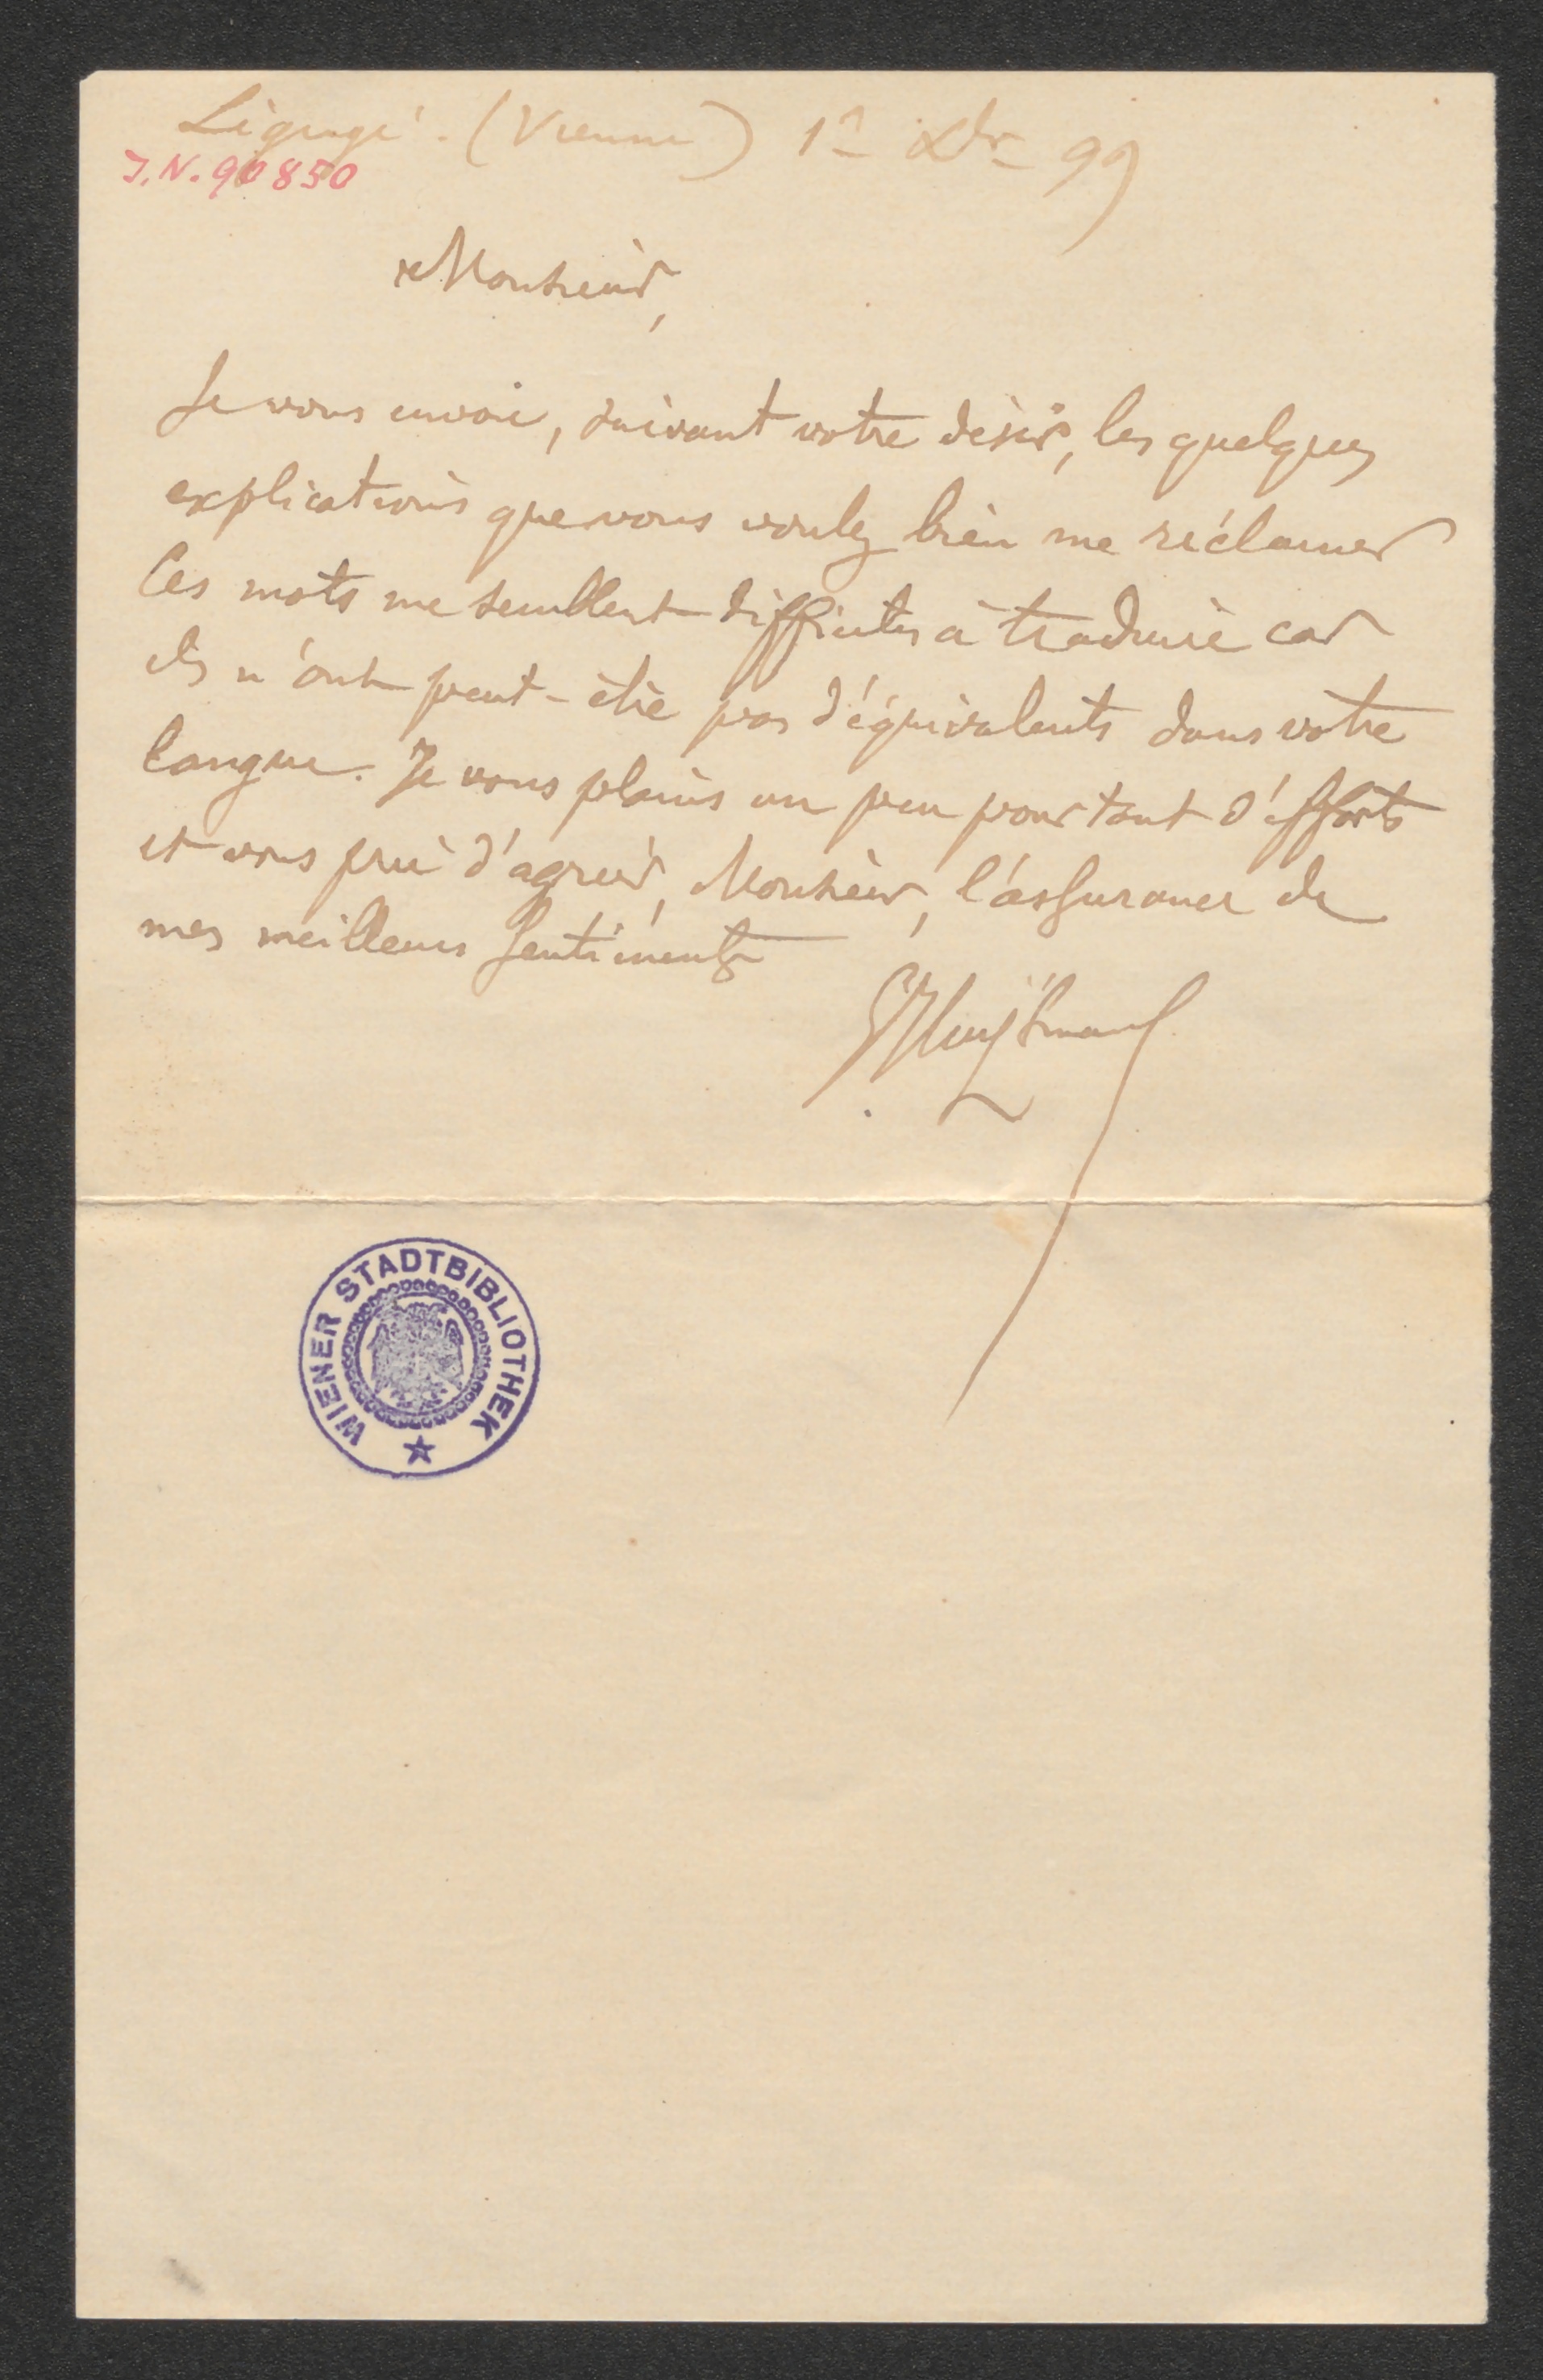 Ligugé. (Vienne) 1er Xbre 99
J.N. 90850
Monsieur,
Je vous envoie, suivant votre désir, les quelques
explications que vous voulez bien me réclamer
Ces mots me semblent difficiles à traduire car
ils n'ont peut-être pas d'équivalents dans votre
langue. Je vous plains un peu pour tant d'efforts
et vous prie d'agréer, Monsieur, l'assurance de
mes meilleurs sentiments
GHuysmans
WIENER STADTBIBLIOTHEK